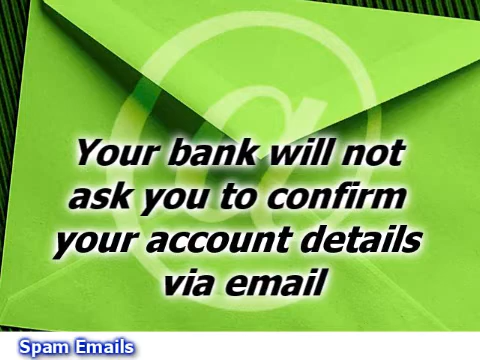 Your bank will not
ask you to confirm
your account details
via email
Spam Emails